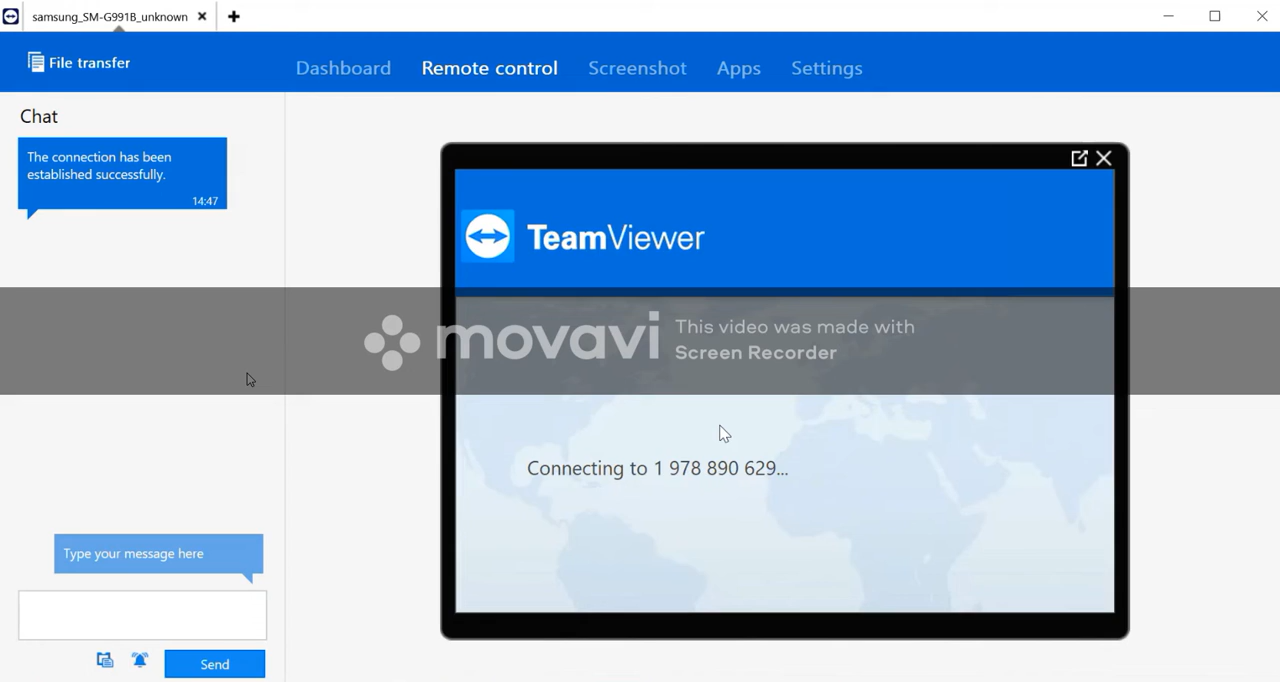 samsung_SM-G991B_unknown
File transfer
Dashboard
Remote control
Screenshot
Apps
Settings
Chat
The connection has been
established successfully.
14:47
TeamViewer
movavi
This video was made with
Screen Recorder
Connecting to 1 978 890 629...
Type your message here
Send